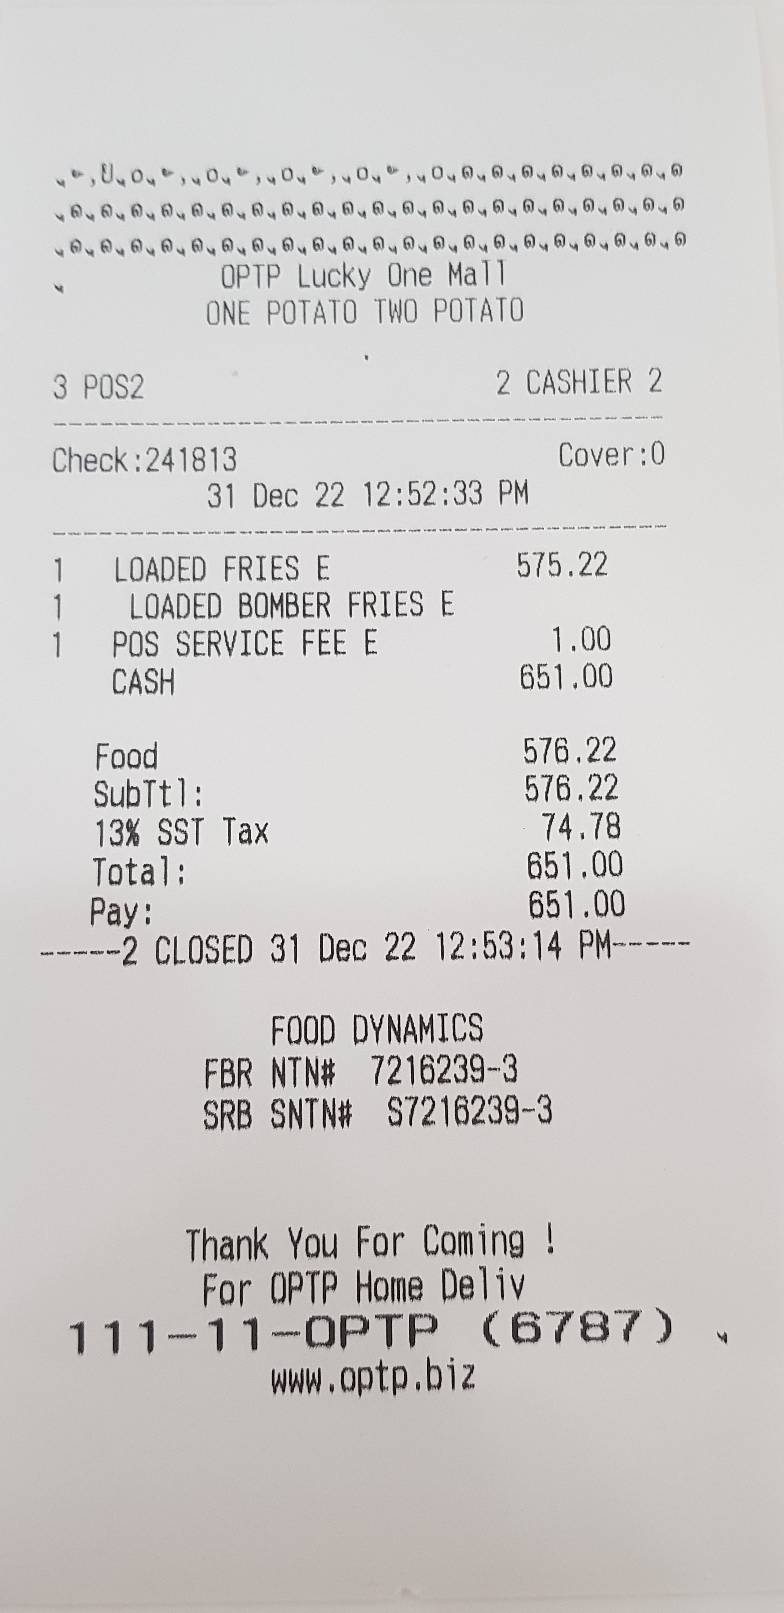 OPTP Lucky One Mall
ONE POTATO TWO POTATO
3 POS2 2 CASHIER 2
Check:241813 Cover:0
31 Dec 22 12:52:33 PM
1 LOADED FRIES E 575.22
1 LOADED BOMBER FRIES E
1 POS SERVICE FEE E 1.00
CASH 651.00
Food 576.22
SubTtl: 576.22
13% SST Tax 74.78
Total: 651.00
Pay: 651.00
-----2 CLOSED 31 Dec 22 12:53:14 PM-----
FOOD DYNAMICS
FBR NTN# 7216239-3
SRB SNTN# S7216239-3
Thank You For Coming !
For OPTP Home Deliv
111-11-OPTP (6787)
www.optp.biz